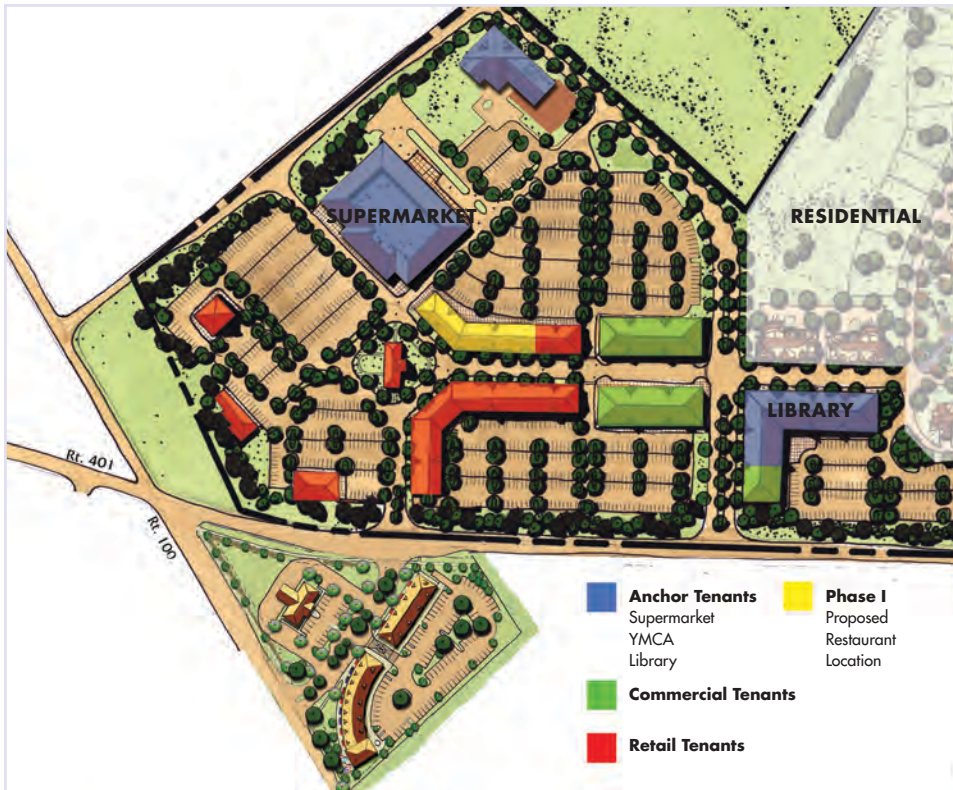 SUPERMARKET
RESIDENTIAL
LIBRARY
Rt. 401
Rt. 100
Anchor Tenants
Supermarket
YMCA
Library
Phase I
Proposed
Restaurant
Location
Commercial Tenants
Retail Tenants